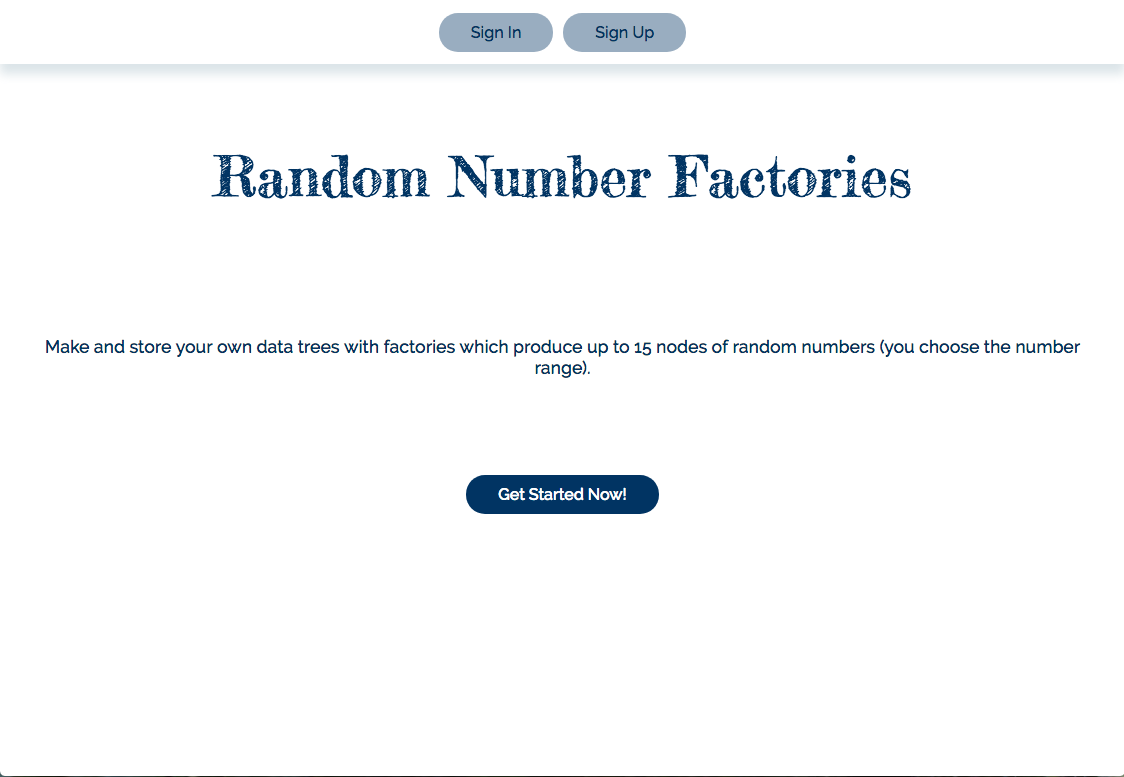 Sign In Sign Up
Random Number Factories
Make and store your own data trees with factories which produce up to 15 nodes of random numbers (you choose the number
range).
Get Started Now!